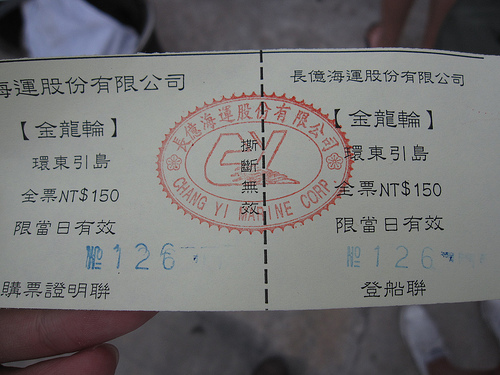 海運股份有限公司
【金龍輪】
環東引島
全票NT$150
限當日有效
№126
購票證明聯
撕斷無效
長億海運股份有限公司
CY
CHANG YI MARINE CORP
長億海運股份有限公司
【金龍輪】
環東引島
全票NT$150
限當日有效
№126
登船聯